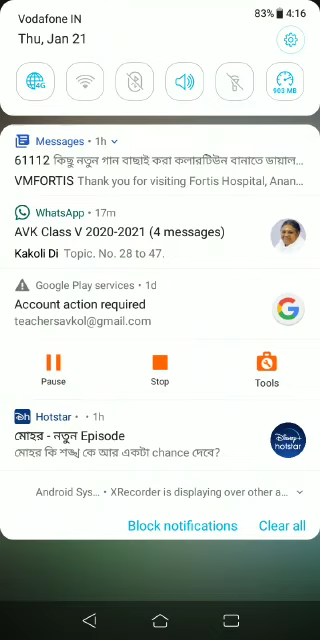 Vodafone IN
83% 4:16
Thu, Jan 21
4G
903 MB
Messages • 1h
61112 কিছু নতুন গান বাছাই করা কলারটিউন বানাতে ডায়াল...
VMFORTIS Thank you for visiting Fortis Hospital, Anan...
WhatsApp • 17m
AVK Class V 2020-2021 (4 messages)
Kakoli Di Topic. No. 28 to 47.
Google Play services • 1d
Account action required
teachersavkol@gmail.com
Pause Stop Tools
Hotstar • • 1h
মোহর - নতুন Episode
মোহর কি শঙ্খ কে আর একটা chance দেবে?
Disney+
hotstar
Android Sys... • XRecorder is displaying over other a...
Block notifications Clear all